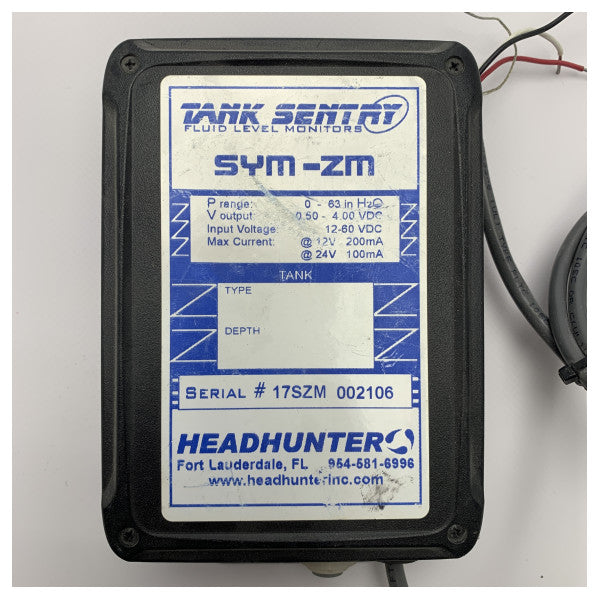 TANK SENTRY
FLUID LEVEL MONITORS
SYM-ZM
P range: 0 - 63 in H₂O
V output: 0.50 - 4.00 VDC
Input Voltage: 12-60 VDC
Max Current: @ 12V 200mA
@ 24V 100mA
TANK
TYPE
DEPTH
SERIAL # 17SZM 002106
HEADHUNTER
Fort Lauderdale, FL 954-581-6996
www.headhunterinc.com